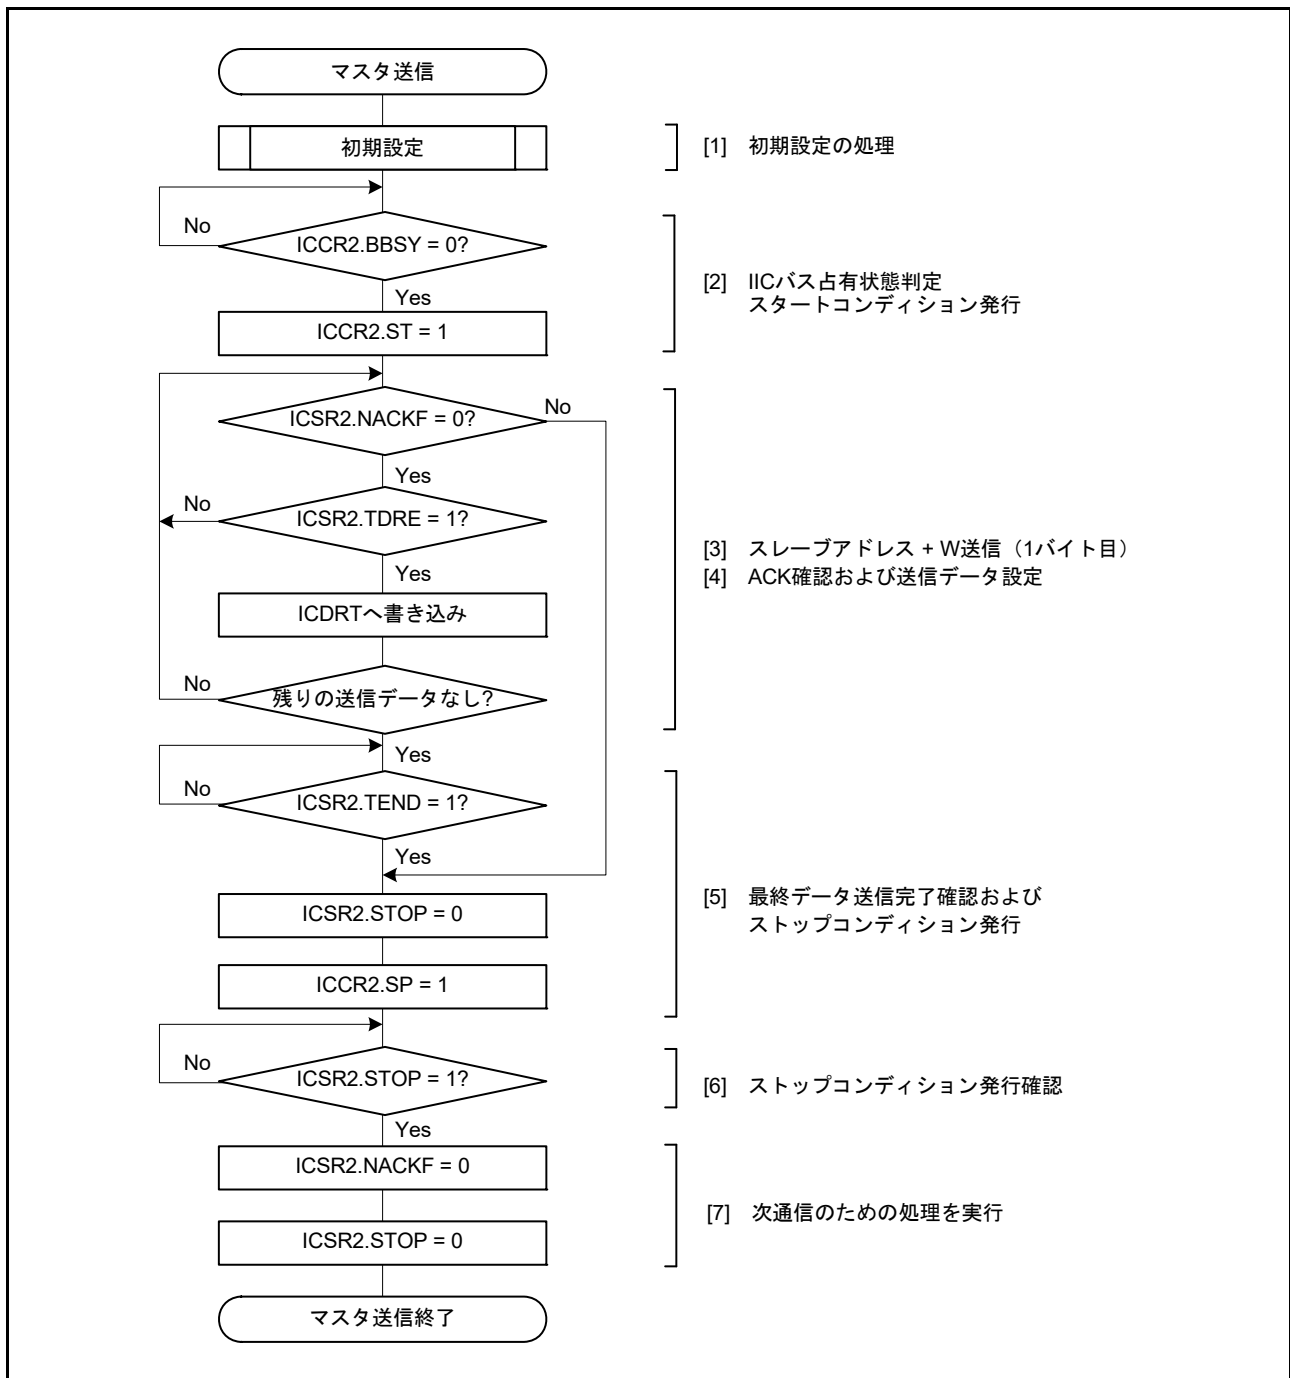 マスタ送信
初期設定
[1] 初期設定の処理
No
ICCR2.BBSY = 0?
Yes
ICCR2.ST = 1
[2] IICバス占有状態判定
スタートコンディション発行
ICSR2.NACKF = 0?
No
Yes
No
ICSR2.TDRE = 1?
Yes
ICDRTへ書き込み
No
残りの送信データなし?
Yes
[3] スレーブアドレス + W送信（1バイト目）
[4] ACK確認および送信データ設定
No
ICSR2.TEND = 1?
Yes
ICSR2.STOP = 0
ICCR2.SP = 1
[5] 最終データ送信完了確認および
ストップコンディション発行
No
ICSR2.STOP = 1?
Yes
[6] ストップコンディション発行確認
ICSR2.NACKF = 0
ICSR2.STOP = 0
[7] 次通信のための処理を実行
マスタ送信終了